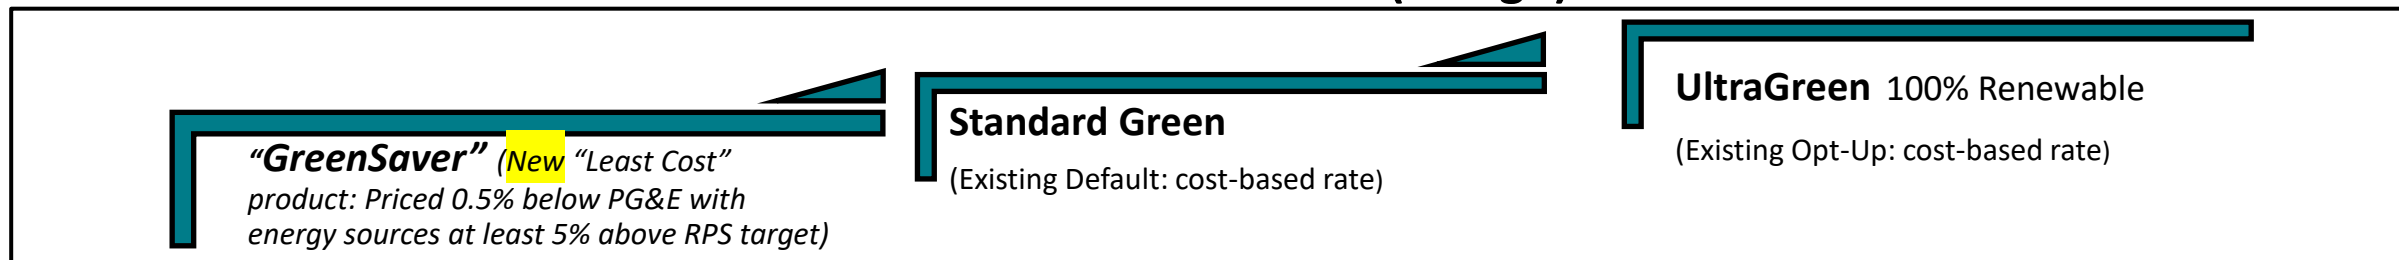 “GreenSaver” (New “Least Cost”
product: Priced 0.5% below PG&E with
energy sources at least 5% above RPS target)
Standard Green
(Existing Default: cost-based rate)
UltraGreen 100% Renewable
(Existing Opt-Up: cost-based rate)